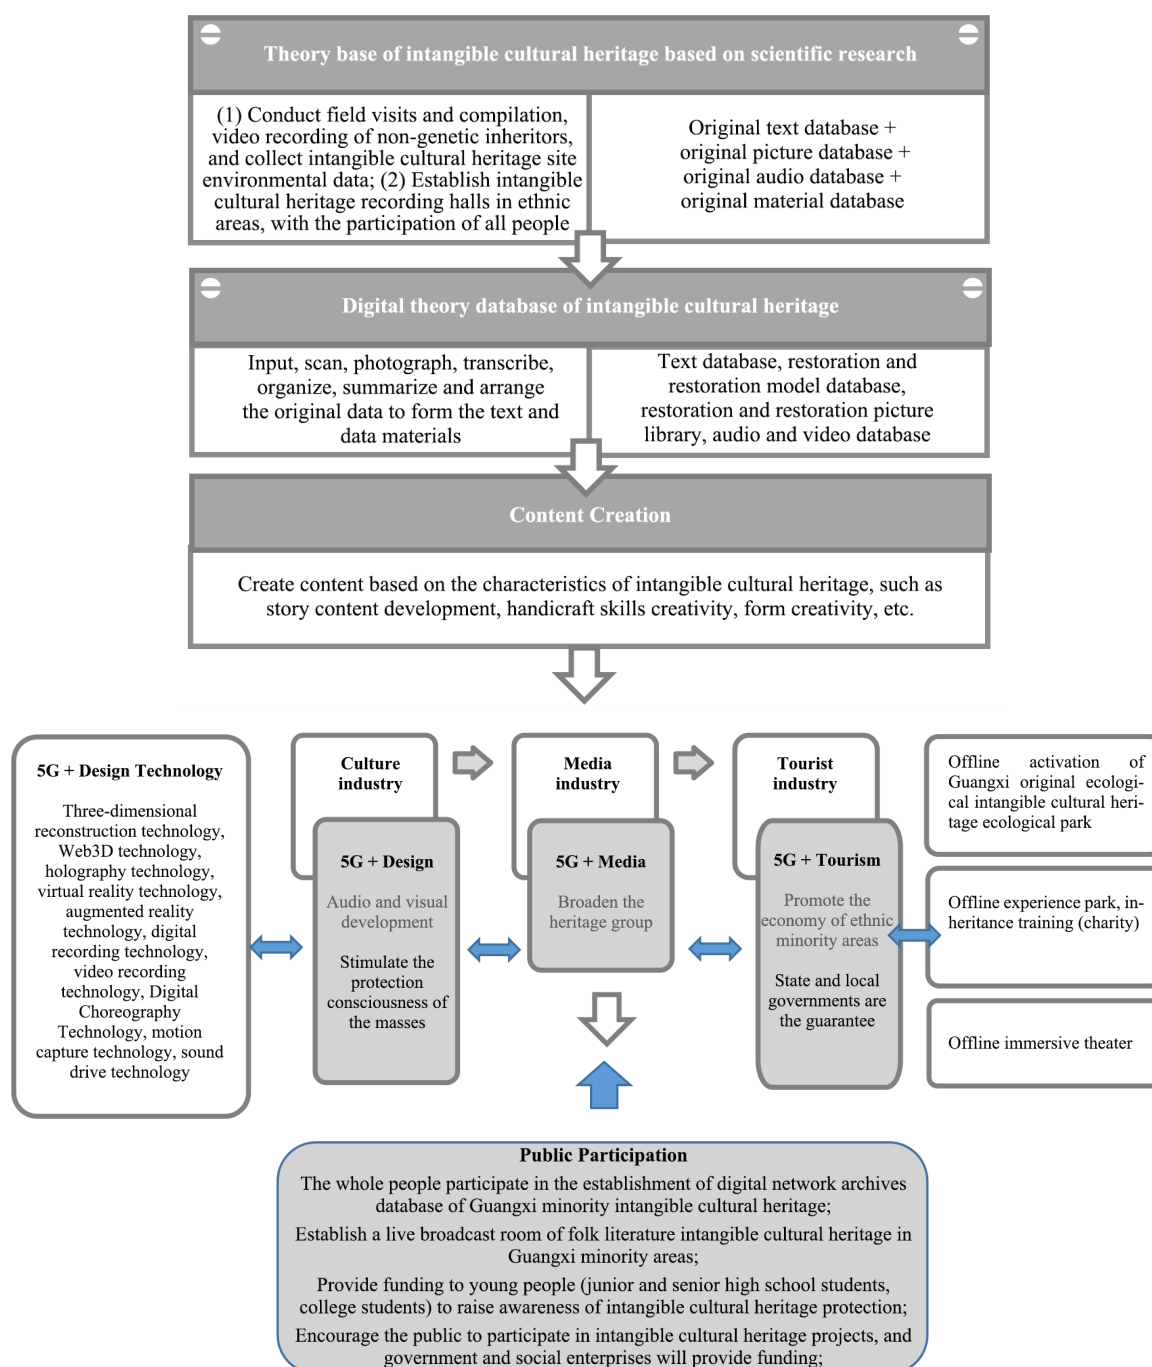 Theory base of intangible cultural heritage based on scientific research
(1) Conduct field visits and compilation,
video recording of non-genetic inheritors,
and collect intangible cultural heritage site
environmental data; (2) Establish intangible
cultural heritage recording halls in ethnic
areas, with the participation of all people
Original text database +
original picture database +
original audio database +
original material database
Digital theory database of intangible cultural heritage
Input, scan, photograph, transcribe,
organize, summarize and arrange
the original data to form the text and
data materials
Text database, restoration and
restoration model database,
restoration and restoration picture
library, audio and video database
Content Creation
Create content based on the characteristics of intangible cultural heritage, such as
story content development, handicraft skills creativity, form creativity, etc.
5G + Design Technology
Three-dimensional
reconstruction technology,
Web3D technology,
holography technology,
virtual reality technology,
augmented reality
technology, digital
recording technology,
video recording
technology, Digital
Choreography
Technology, motion
capture technology, sound
drive technology
Culture
industry
5G + Design
Audio and visual
development
Stimulate the
protection
consciousness of
the masses
Media
industry
5G + Media
Broaden the
heritage group
Tourist
industry
5G + Tourism
Promote the
economy of ethnic
minority areas
State and local
governments are
the guarantee
Offline activation of
Guangxi original ecologi-
cal intangible cultural heri-
tage ecological park
Offline experience park, in-
heritance training (charity)
Offline immersive theater
Public Participation
The whole people participate in the establishment of digital network archives
database of Guangxi minority intangible cultural heritage;
Establish a live broadcast room of folk literature intangible cultural heritage in
Guangxi minority areas;
Provide funding to young people (junior and senior high school students,
college students) to raise awareness of intangible cultural heritage protection;
Encourage the public to participate in intangible cultural heritage projects, and
government and social enterprises will provide funding;